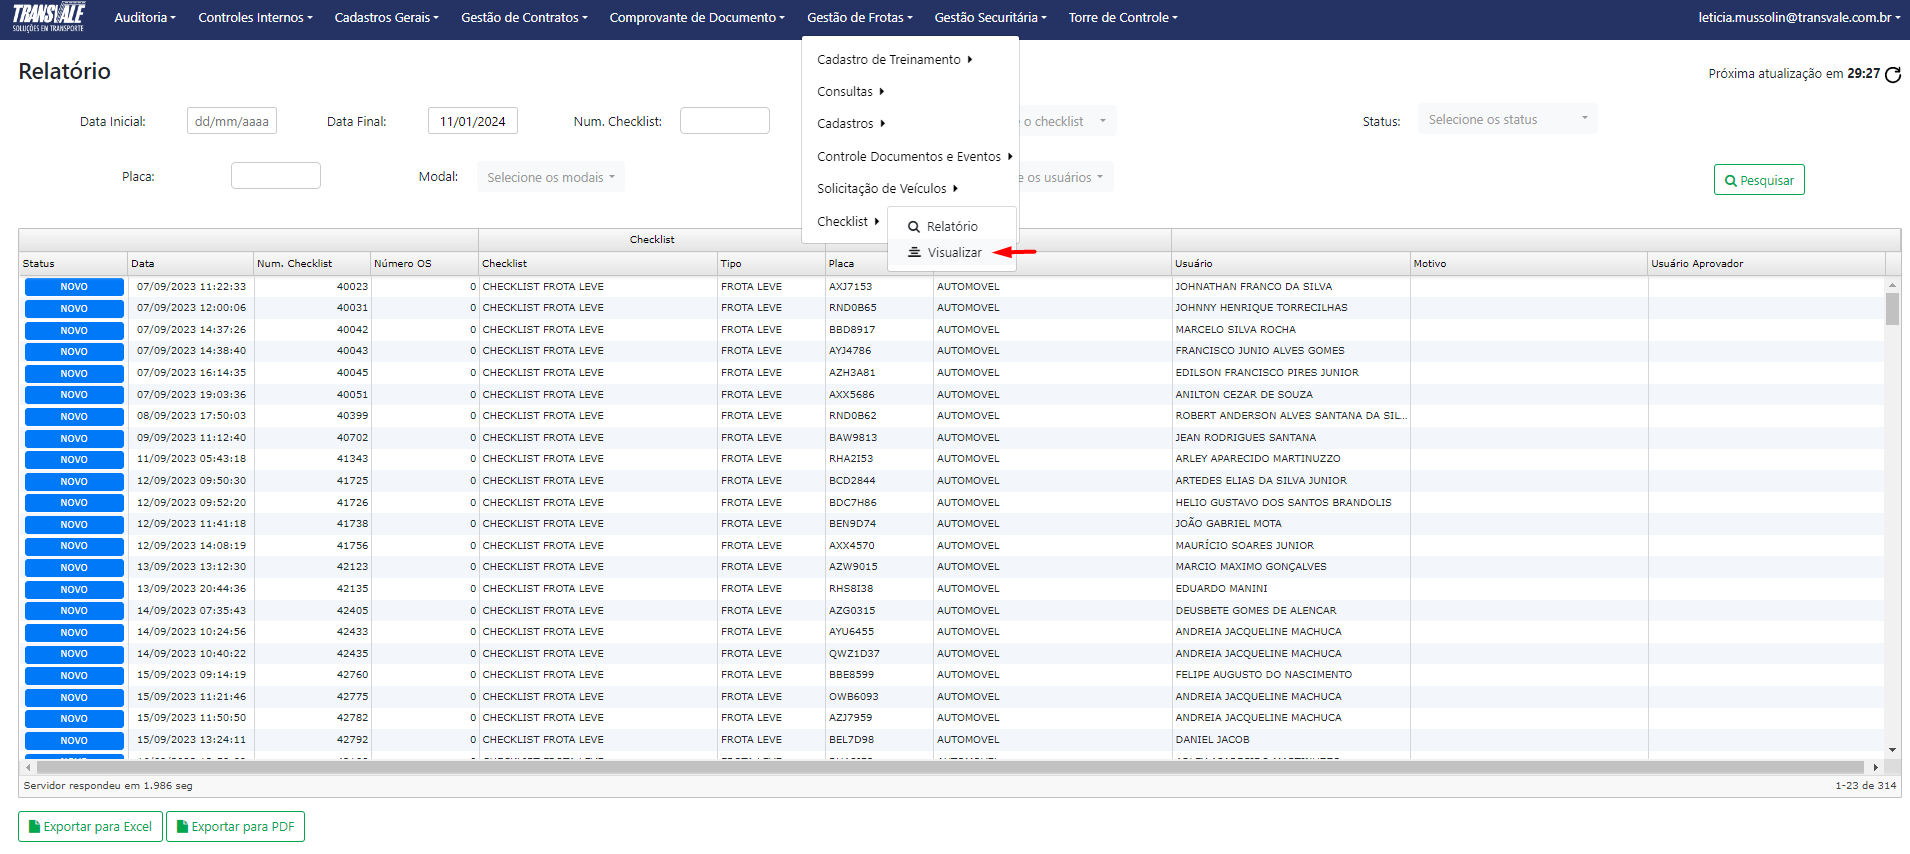 TRANSVALE
SOLUÇÕES EM TRANSPORTE
Auditoria Controles Internos Cadastros Gerais Gestão de Contratos Comprovante de Documento Gestão de Frotas Gestão Securitária Torre de Controle leticia.mussolin@transvale.com.br
Cadastro de Treinamento
Consultas
Cadastros
Controle Documentos e Eventos
Solicitação de Veículos
Checklist
Relatório
Visualizar
Relatório
Próxima atualização em 29:27
Data Inicial: dd/mm/aaaa Data Final: 11/01/2024 Num. Checklist: o checklist Status: Selecione os status
Placa: Modal: Selecione os modais e os usuários Pesquisar
Checklist
Status Data Num. Checklist Número OS Checklist Tipo Placa Usuário Motivo Usuário Aprovador
NOVO 07/09/2023 11:22:33 40023 0 CHECKLIST FROTA LEVE FROTA LEVE AXJ7153 AUTOMOVEL JOHNATHAN FRANCO DA SILVA
NOVO 07/09/2023 12:00:06 40031 0 CHECKLIST FROTA LEVE FROTA LEVE RND0B65 AUTOMOVEL JOHNNY HENRIQUE TORRECILHAS
NOVO 07/09/2023 14:37:26 40042 0 CHECKLIST FROTA LEVE FROTA LEVE BBD8917 AUTOMOVEL MARCELO SILVA ROCHA
NOVO 07/09/2023 14:38:40 40043 0 CHECKLIST FROTA LEVE FROTA LEVE AYJ4786 AUTOMOVEL FRANCISCO JUNIO ALVES GOMES
NOVO 07/09/2023 16:14:35 40045 0 CHECKLIST FROTA LEVE FROTA LEVE AZH3A81 AUTOMOVEL EDILSON FRANCISCO PIRES JUNIOR
NOVO 07/09/2023 19:03:36 40051 0 CHECKLIST FROTA LEVE FROTA LEVE AXX5686 AUTOMOVEL ANILTON CEZAR DE SOUZA
NOVO 08/09/2023 17:50:03 40399 0 CHECKLIST FROTA LEVE FROTA LEVE RND0B62 AUTOMOVEL ROBERT ANDERSON ALVES SANTANA DA SIL...
NOVO 09/09/2023 11:12:40 40702 0 CHECKLIST FROTA LEVE FROTA LEVE BAW9813 AUTOMOVEL JEAN RODRIGUES SANTANA
NOVO 11/09/2023 05:43:18 41343 0 CHECKLIST FROTA LEVE FROTA LEVE RHA2I53 AUTOMOVEL ARLEY APARECIDO MARTINUZZO
NOVO 12/09/2023 09:50:30 41725 0 CHECKLIST FROTA LEVE FROTA LEVE BCD2844 AUTOMOVEL ARTEDES ELIAS DA SILVA JUNIOR
NOVO 12/09/2023 09:52:20 41726 0 CHECKLIST FROTA LEVE FROTA LEVE BDC7H86 AUTOMOVEL HELIO GUSTAVO DOS SANTOS BRANDOLIS
NOVO 12/09/2023 11:41:18 41738 0 CHECKLIST FROTA LEVE FROTA LEVE BEN9D74 AUTOMOVEL JOÃO GABRIEL MOTA
NOVO 12/09/2023 14:08:19 41756 0 CHECKLIST FROTA LEVE FROTA LEVE AXX4570 AUTOMOVEL MAURÍCIO SOARES JUNIOR
NOVO 13/09/2023 13:12:30 42123 0 CHECKLIST FROTA LEVE FROTA LEVE AZW9015 AUTOMOVEL MARCIO MAXIMO GONÇALVES
NOVO 13/09/2023 20:44:36 42135 0 CHECKLIST FROTA LEVE FROTA LEVE RHS8I38 AUTOMOVEL EDUARDO MANINI
NOVO 14/09/2023 07:35:43 42405 0 CHECKLIST FROTA LEVE FROTA LEVE AZG0315 AUTOMOVEL DEUSBETE GOMES DE ALENCAR
NOVO 14/09/2023 10:24:56 42433 0 CHECKLIST FROTA LEVE FROTA LEVE AYU6455 AUTOMOVEL ANDREIA JACQUELINE MACHUCA
NOVO 14/09/2023 10:40:22 42435 0 CHECKLIST FROTA LEVE FROTA LEVE QWZ1D37 AUTOMOVEL ANDREIA JACQUELINE MACHUCA
NOVO 15/09/2023 09:14:19 42760 0 CHECKLIST FROTA LEVE FROTA LEVE BBE8599 AUTOMOVEL FELIPE AUGUSTO DO NASCIMENTO
NOVO 15/09/2023 11:21:46 42775 0 CHECKLIST FROTA LEVE FROTA LEVE OWB6093 AUTOMOVEL ANDREIA JACQUELINE MACHUCA
NOVO 15/09/2023 11:50:50 42782 0 CHECKLIST FROTA LEVE FROTA LEVE AZJ7959 AUTOMOVEL ANDREIA JACQUELINE MACHUCA
NOVO 15/09/2023 13:24:11 42792 0 CHECKLIST FROTA LEVE FROTA LEVE BEL7D98 AUTOMOVEL DANIEL JACOB
Servidor respondeu em 1.986 seg 1-23 de 314
Exportar para Excel Exportar para PDF